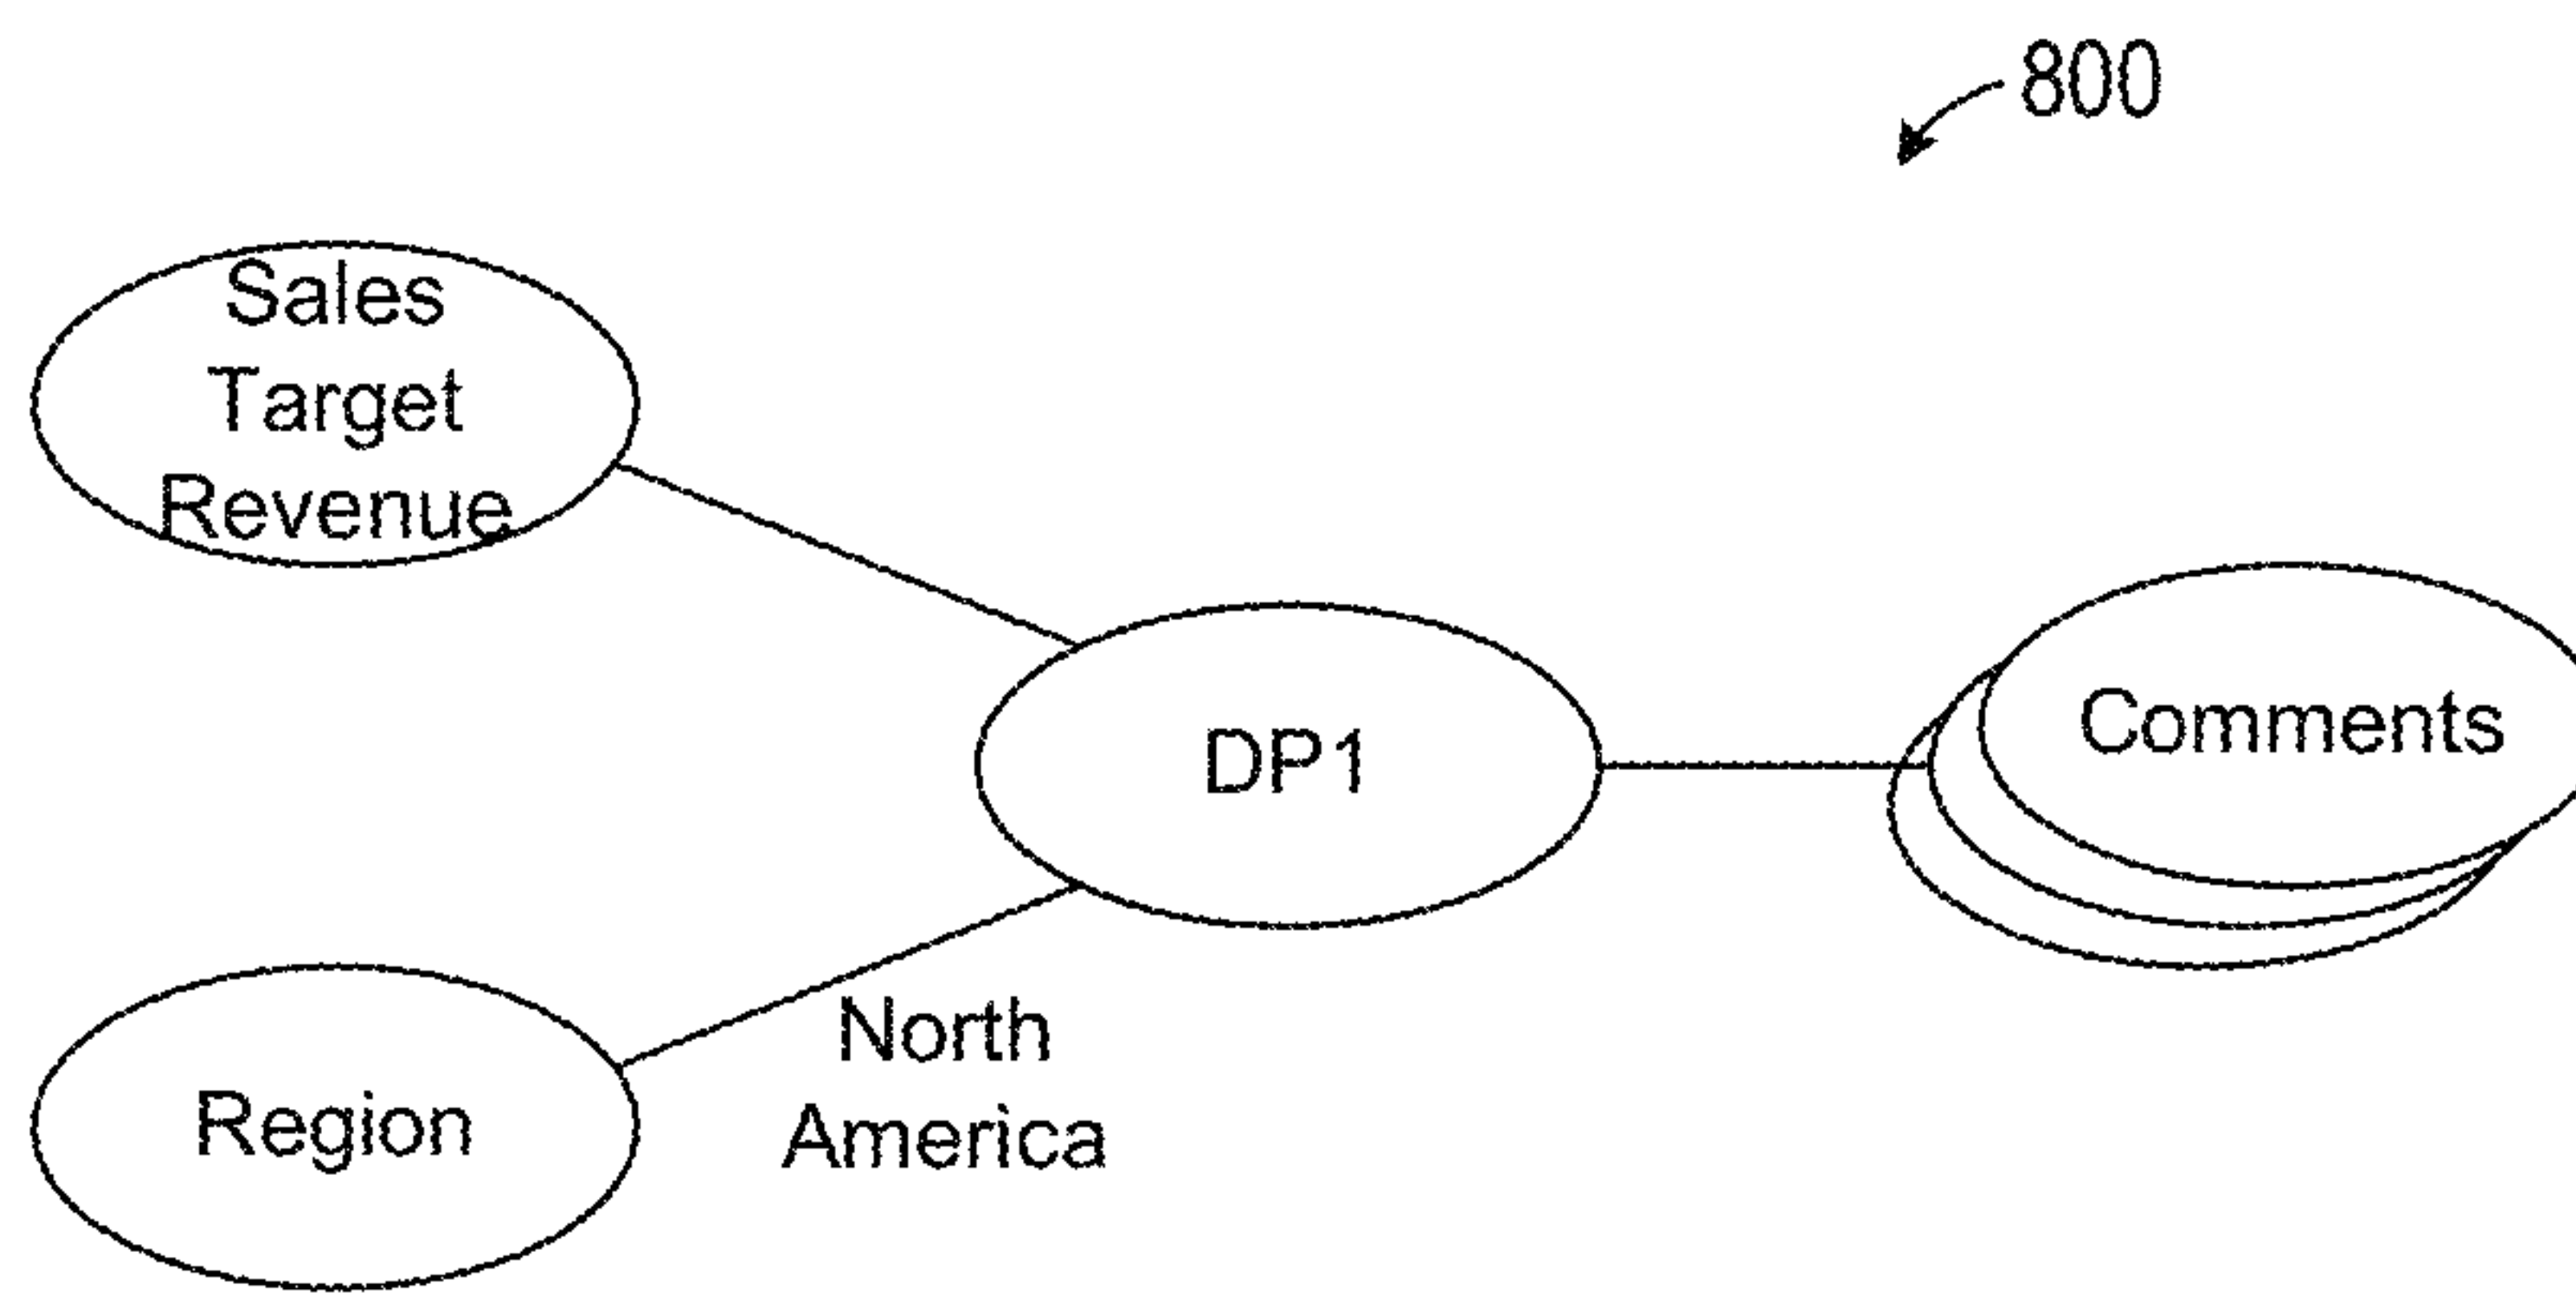 800
Sales
Target
Revenue
DP1
Comments
North
America
Region